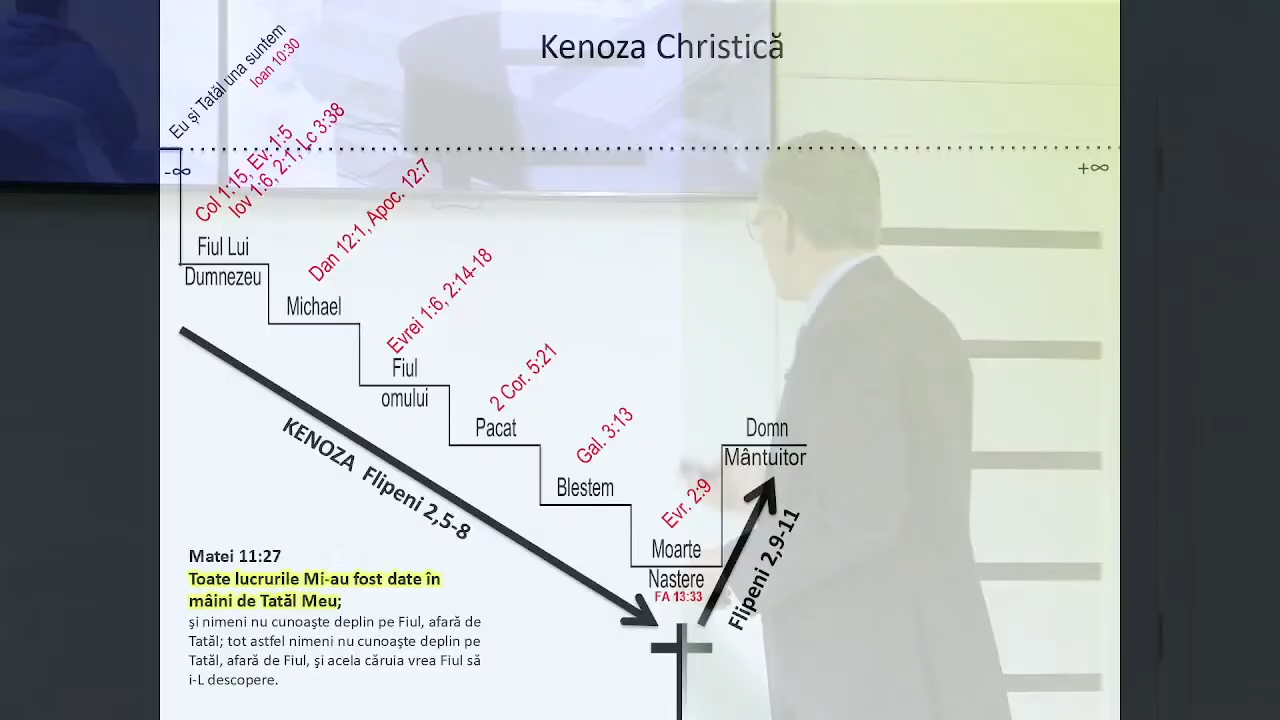 Kenoza Christică
Eu și Tatăl una suntem
Ioan 10:30
-∞
+∞
Col 1:15, Ev. 1:5
Iov 1:6, 2:1, Lc 3:38
Fiul Lui
Dumnezeu
Dan 12:1, Apoc. 12:7
Michael
Evrei 1:6, 2:14-18
Fiul
omului
2 Cor. 5:21
Pacat
Gal. 3:13
Blestem
Evr. 2:9
Moarte
Nastere
FA 13:33
Domn
Mântuitor
KENOZA Flipeni 2,5-8
Flipeni 2,9-11
Matei 11:27
Toate lucrurile Mi-au fost date în
mâini de Tatăl Meu;
şi nimeni nu cunoaşte deplin pe Fiul, afară de
Tatăl; tot astfel nimeni nu cunoaşte deplin pe
Tatăl, afară de Fiul, şi acela căruia vrea Fiul să
i-L descopere.